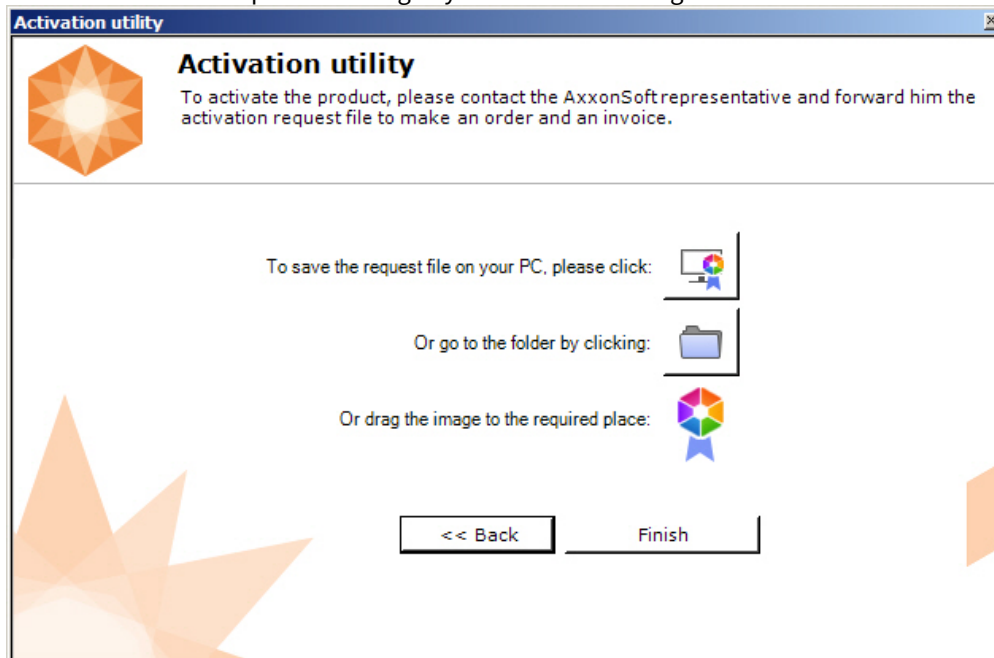 Activation utility
Activation utility
To activate the product, please contact the AxxonSoft representative and forward him the
activation request file to make an order and an invoice.
To save the request file on your PC, please click:
Or go to the folder by clicking:
Or drag the image to the required place:
<< Back Finish